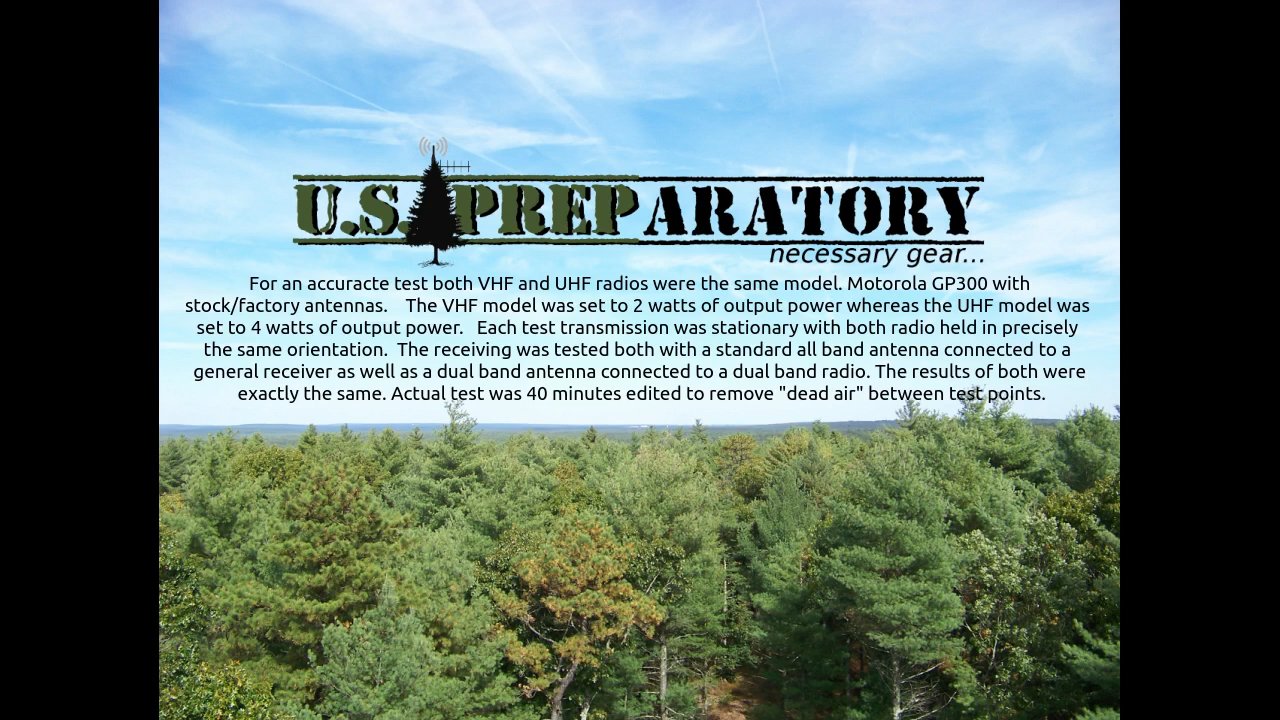 U.S. PREPARATORY
necessary gear...
For an accuracte test both VHF and UHF radios were the same model. Motorola GP300 with
stock/factory antennas. The VHF model was set to 2 watts of output power whereas the UHF model was
set to 4 watts of output power. Each test transmission was stationary with both radio held in precisely
the same orientation. The receiving was tested both with a standard all band antenna connected to a
general receiver as well as a dual band antenna connected to a dual band radio. The results of both were
exactly the same. Actual test was 40 minutes edited to remove "dead air" between test points.